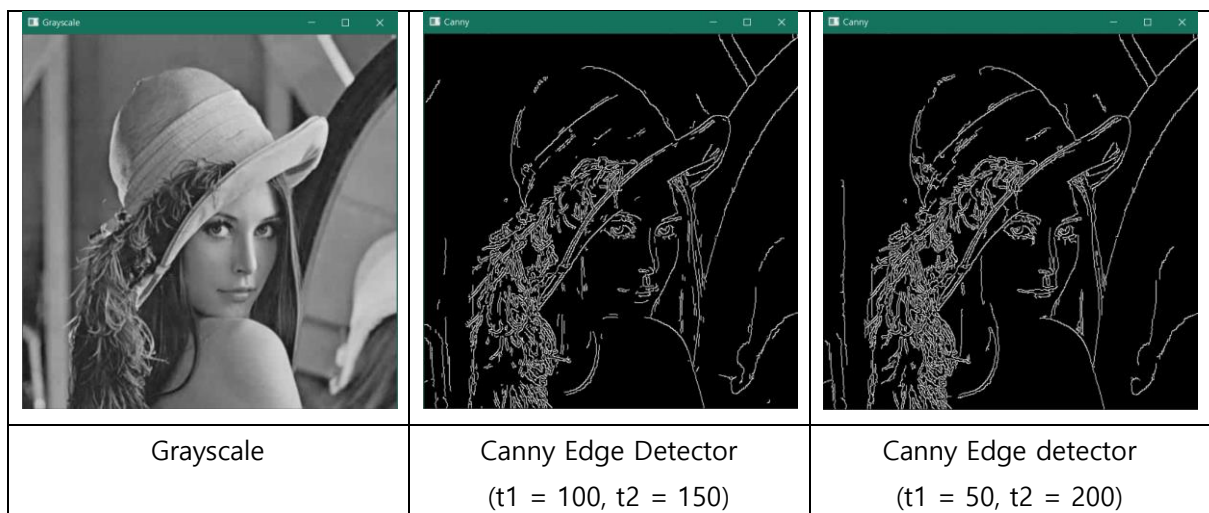 Grayscale
Canny
Canny
Grayscale
Canny Edge Detector
(t1 = 100, t2 = 150)
Canny Edge detector
(t1 = 50, t2 = 200)